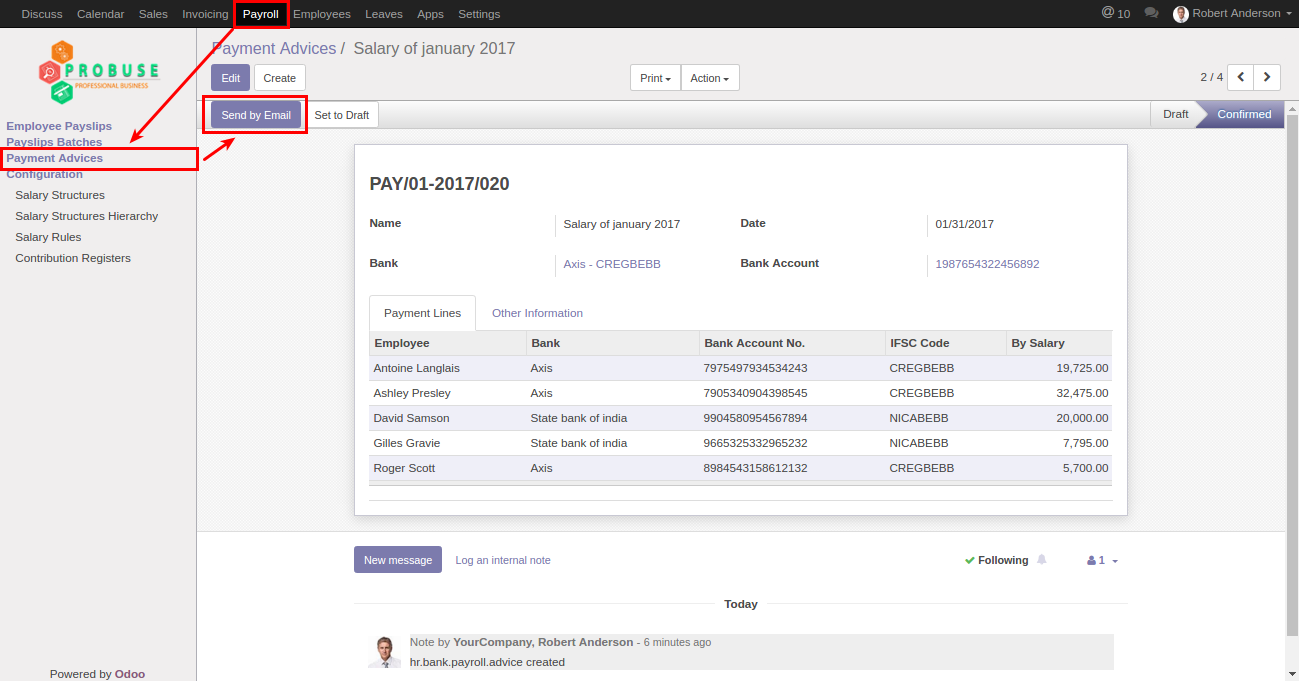 Discuss Calendar Sales Invoicing Payroll Employees Leaves Apps Settings @ 10 Robert Anderson
PROBUSE
PROFESSIONAL BUSINESS
Employee Payslips
Payslips Batches
Payment Advices
Configuration
Salary Structures
Salary Structures Hierarchy
Salary Rules
Contribution Registers
Powered by Odoo
Payment Advices / Salary of january 2017
Edit Create Print Action 2 / 4
Send by Email Set to Draft Draft Confirmed
PAY/01-2017/020
Name Salary of january 2017 Date 01/31/2017
Bank Axis - CREGBEBB Bank Account 1987654322456892
Payment Lines Other Information
Employee Bank Bank Account No. IFSC Code By Salary
Antoine Langlais Axis 7975497934534243 CREGBEBB 19,725.00
Ashley Presley Axis 7905340904398545 CREGBEBB 32,475.00
David Samson State bank of india 9904580954567894 NICABEBB 20,000.00
Gilles Gravie State bank of india 9665325332965232 NICABEBB 7,795.00
Roger Scott Axis 8984543158612132 CREGBEBB 5,700.00
New message Log an internal note Following 1
Today
Note by YourCompany, Robert Anderson - 6 minutes ago
hr.bank.payroll.advice created